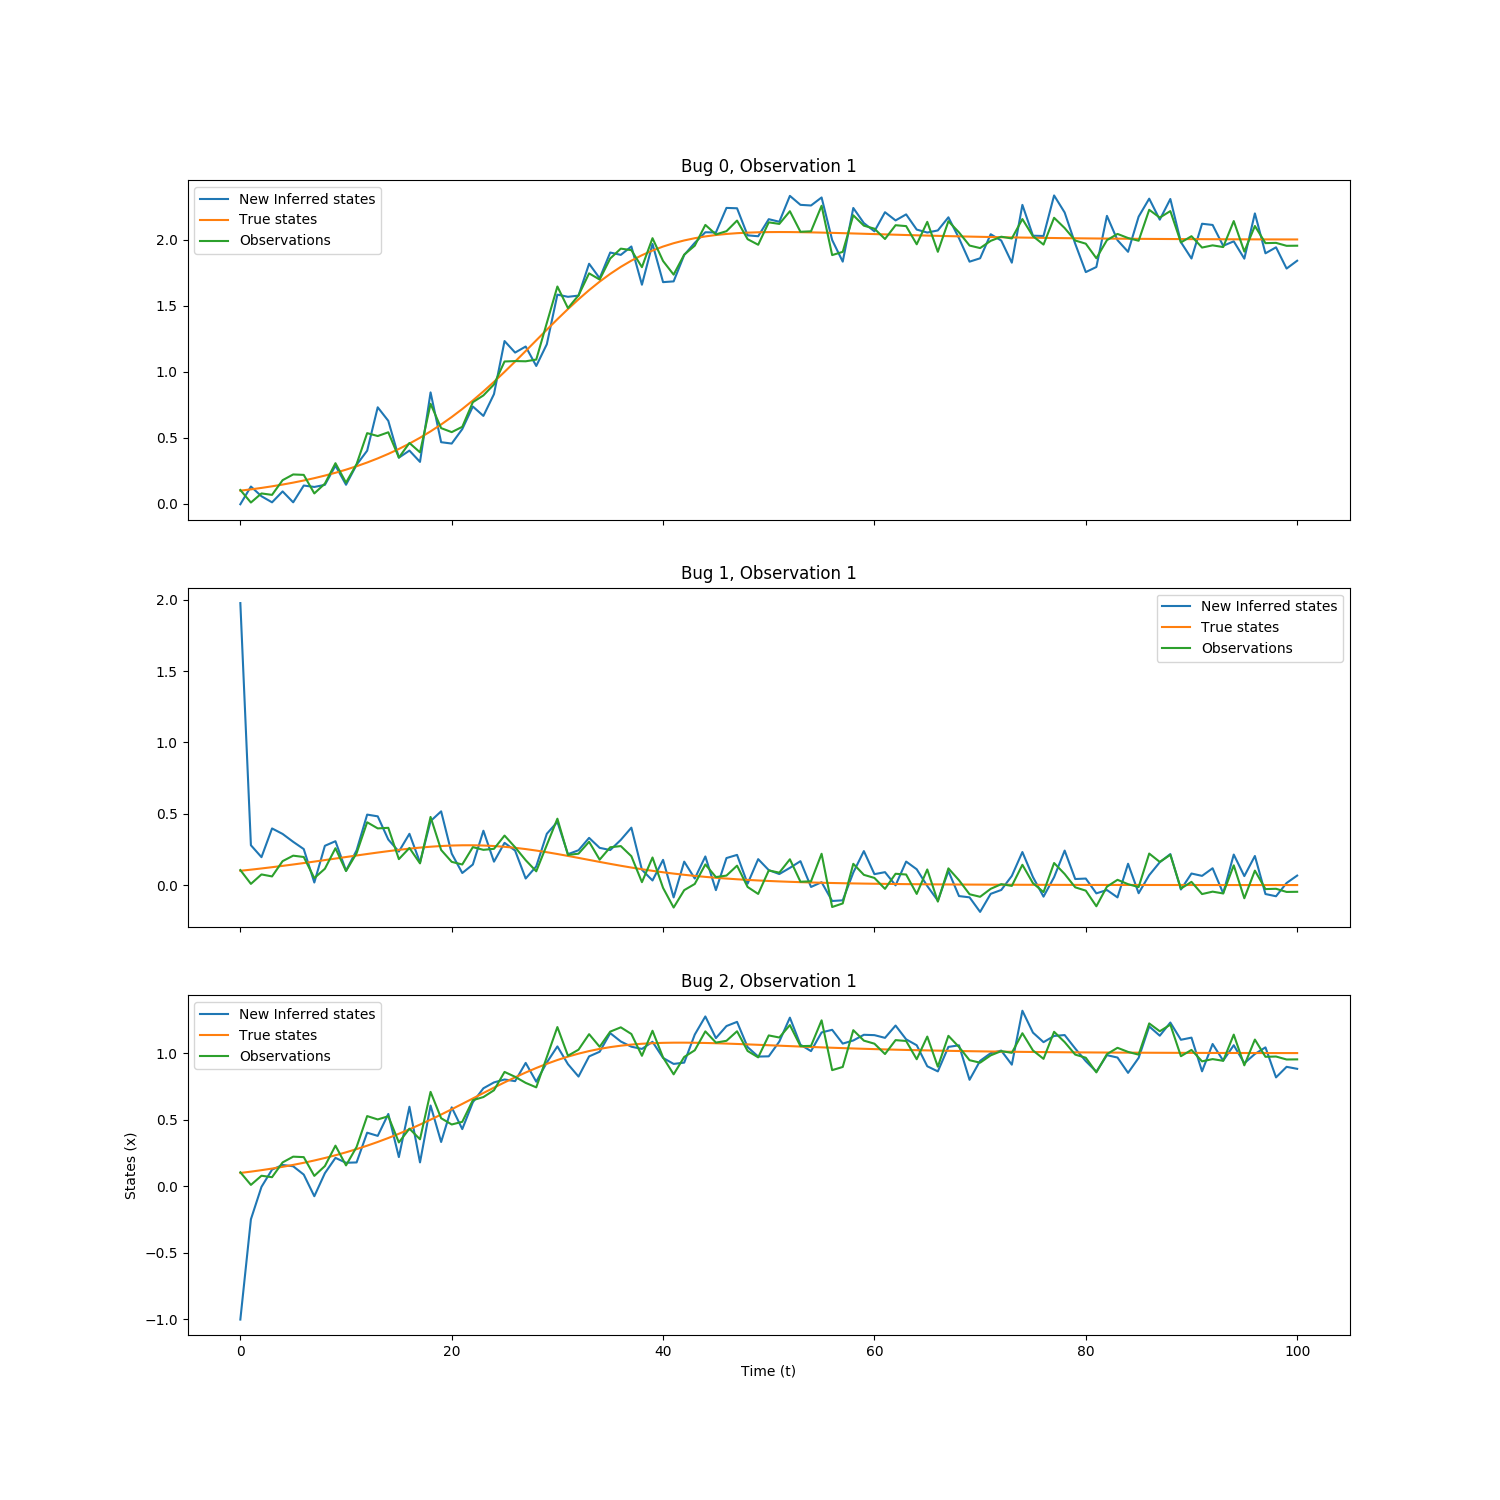 Bug 0, Observation 1
New Inferred states
True states
Observations
2.0
1.5
1.0
0.5
0.0
Bug 1, Observation 1
New Inferred states
True states
Observations
2.0
1.5
1.0
0.5
0.0
Bug 2, Observation 1
New Inferred states
True states
Observations
1.0
0.5
0.0
−0.5
−1.0
States (x)
0 20 40 60 80 100
Time (t)